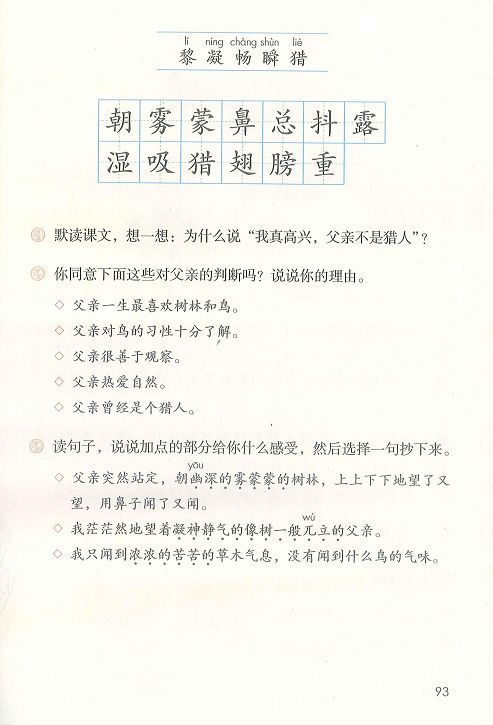 lí níng chàng shùn liè
黎 凝 畅 瞬 猎
朝 雾 蒙 鼻 总 抖 露
湿 吸 猎 翅 膀 重
默读课文，想一想：为什么说“我真高兴，父亲不是猎人”？
你同意下面这些对父亲的判断吗？说说你的理由。
◇ 父亲一生最喜欢树林和鸟。
◇ 父亲对鸟的习性十分了解。
◇ 父亲很善于观察。
◇ 父亲热爱自然。
◇ 父亲曾经是个猎人。
读句子，说说加点的部分给你什么感受，然后选择一句抄下来。
yōu
◇ 父亲突然站定，朝幽深的雾蒙蒙的树林，上上下下地望了又
望，用鼻子闻了又闻。
wù
◇ 我茫茫然地望着凝神静气的像树一般兀立的父亲。
◇ 我只闻到浓浓的苦苦的草木气息，没有闻到什么鸟的气味。
93